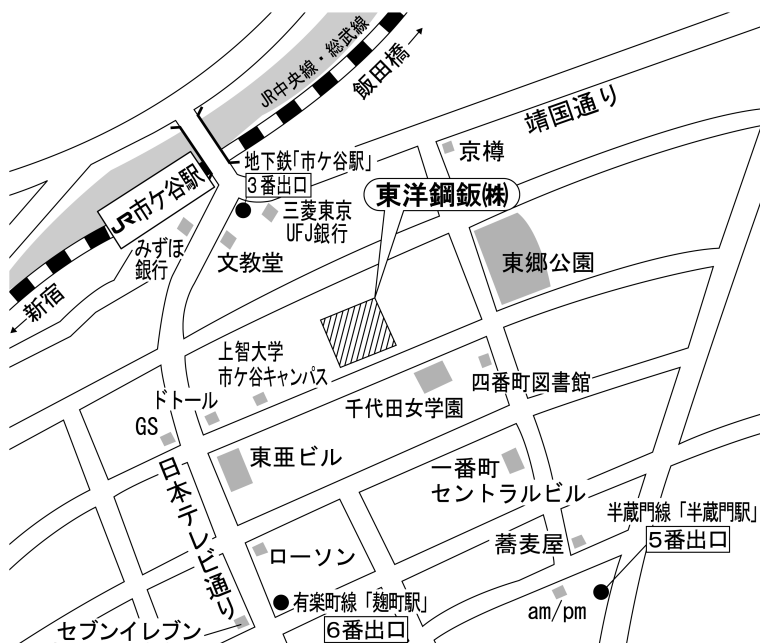 JR中央線・総武線
飯田橋
靖国通り
京樽
地下鉄「市ケ谷駅」
3番出口
東洋鋼鈑㈱
JR市ケ谷駅
三菱東京
UFJ銀行
みずほ
銀行
文教堂
東郷公園
新宿
上智大学
市ケ谷キャンパス
四番町図書館
千代田女学園
ドトール
GS
東亜ビル
一番町
セントラルビル
日本テレビ通り
半蔵門線「半蔵門駅」
5番出口
蕎麦屋
ローソン
有楽町線「麹町駅」
6番出口
am/pm
セブンイレブン